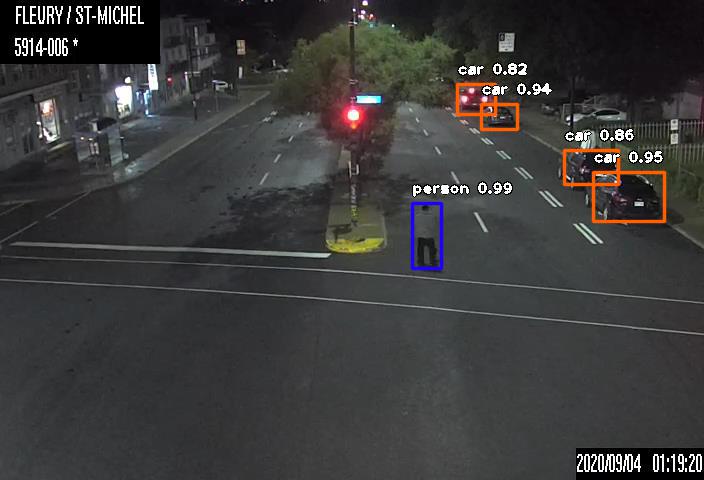 FLEURY / ST-MICHEL
5914-006 *
car 0.82
car 0.94
car 0.86
car 0.95
person 0.99
2020/09/04 01:19:20